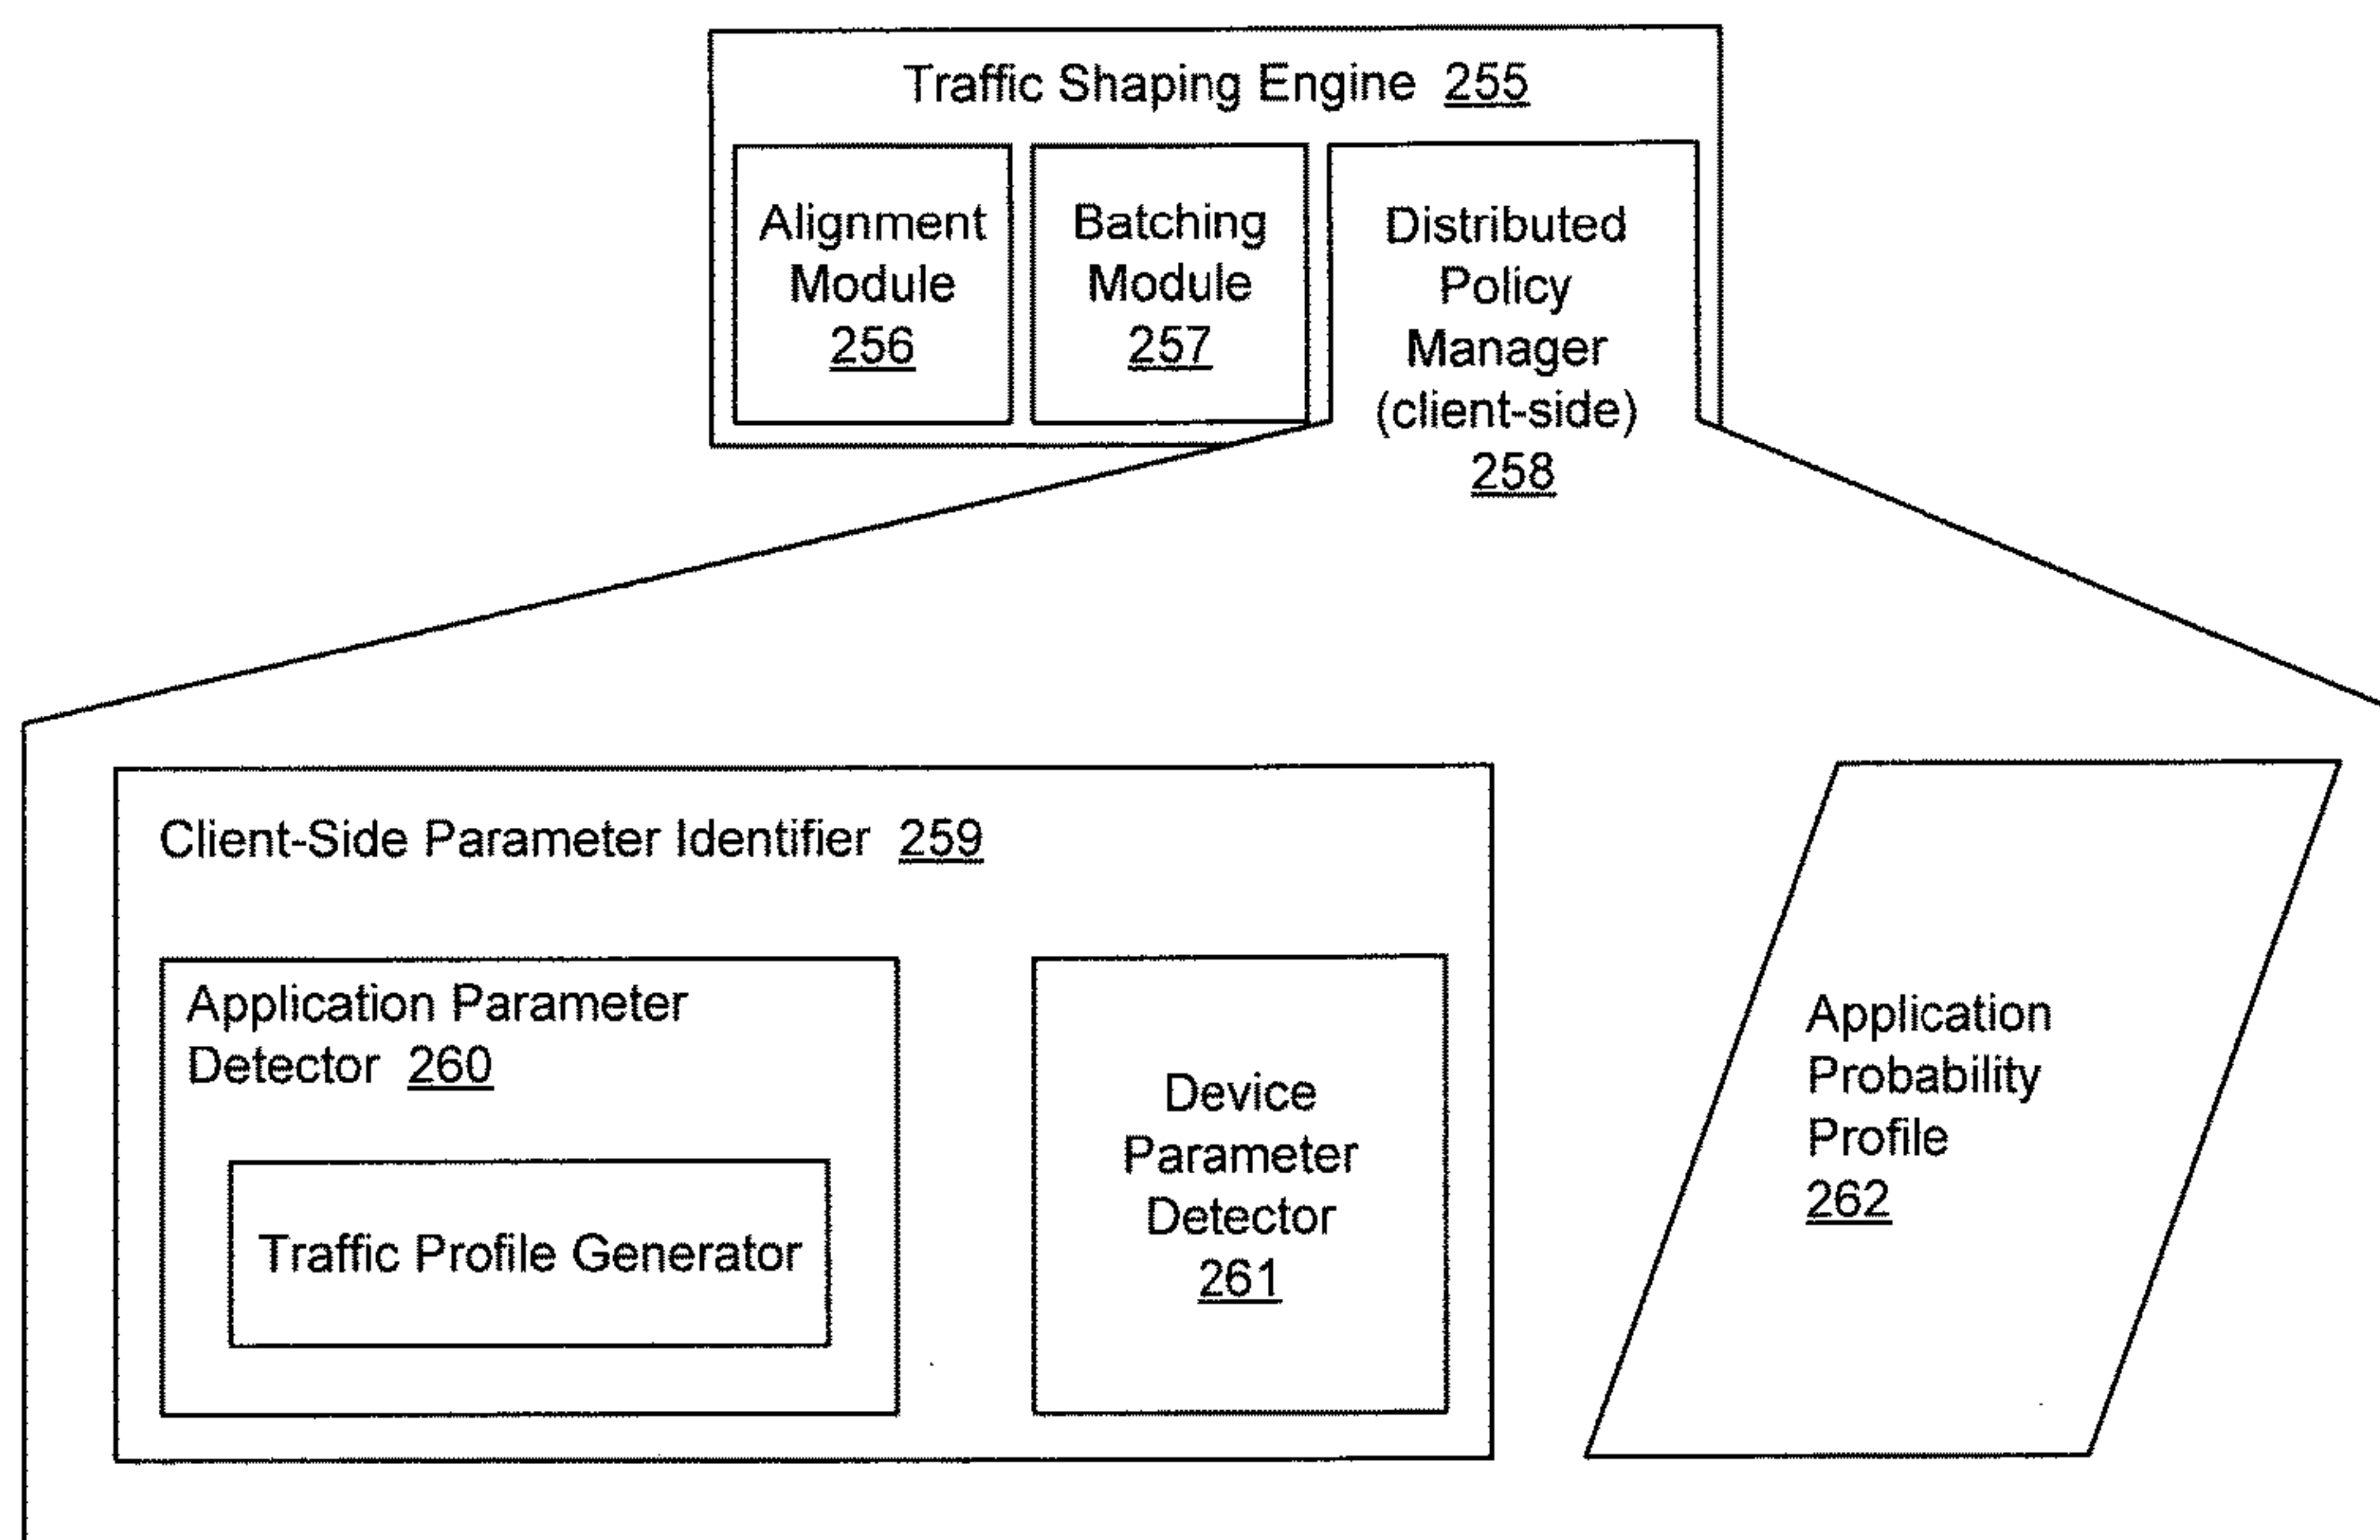 Traffic Shaping Engine 255
Alignment
Module
256
Batching
Module
257
Distributed
Policy
Manager
(client-side)
258
Client-Side Parameter Identifier 259
Application Parameter
Detector 260
Traffic Profile Generator
Device
Parameter
Detector
261
Application
Probability
Profile
262